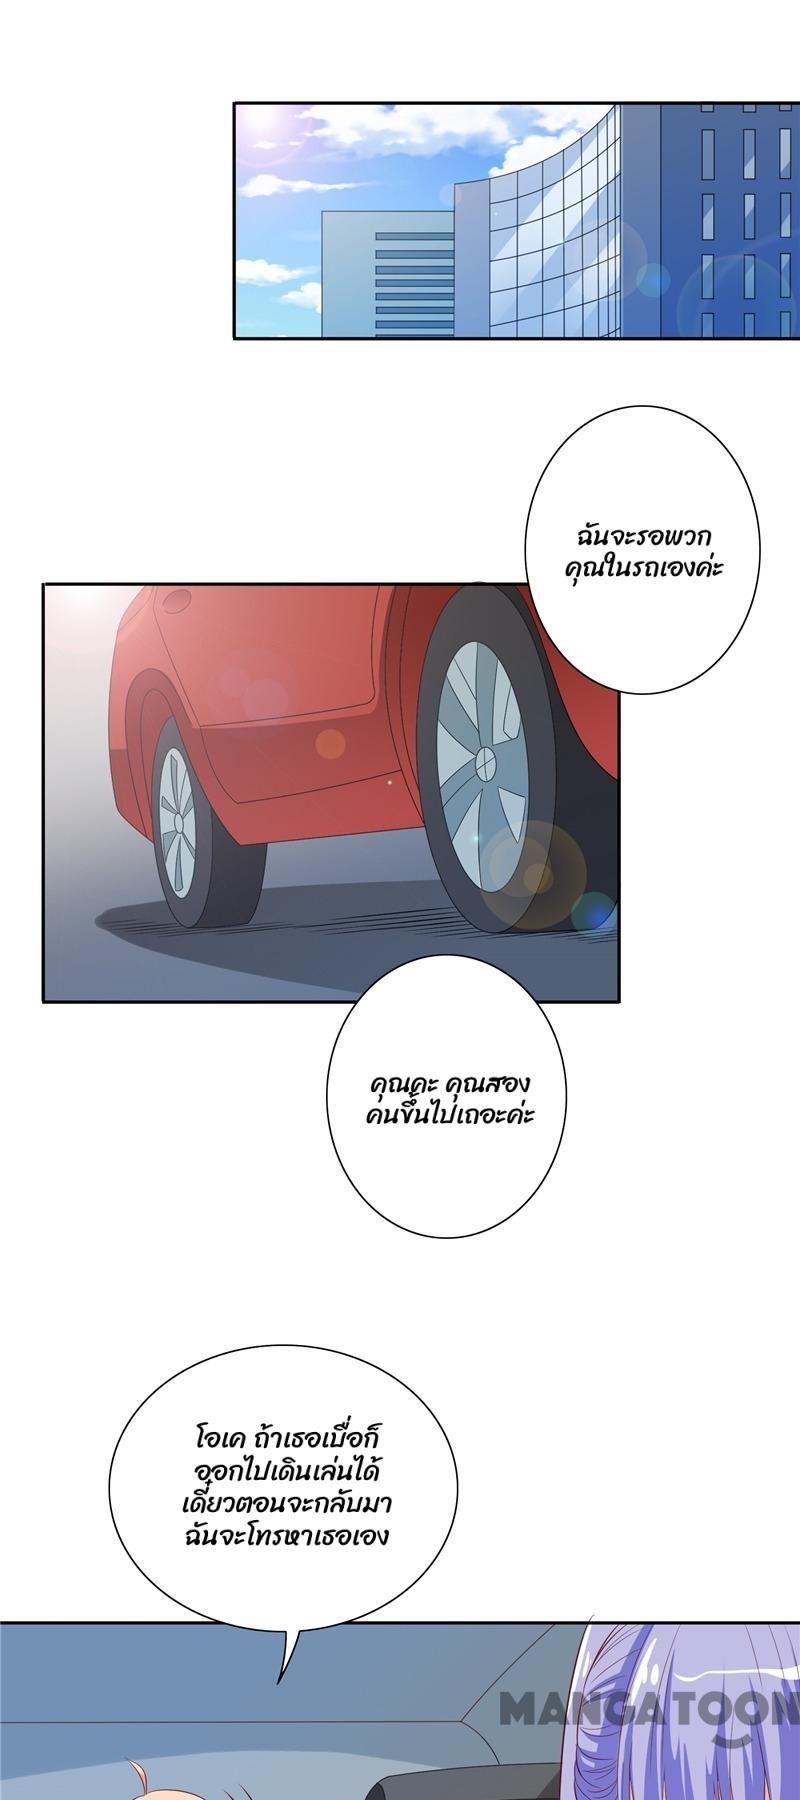 ฉันจะรอพวก
คุณในรถเองค่ะ
คุณคะ คุณสอง
คนขึ้นไปเถอะค่ะ
โอเค ถ้าเธอเบื่อก็
ออกไปเดินเล่นได้
เดี๋ยวตอนจะกลับมา
ฉันจะโทรหาเธอเอง
MANGATOON